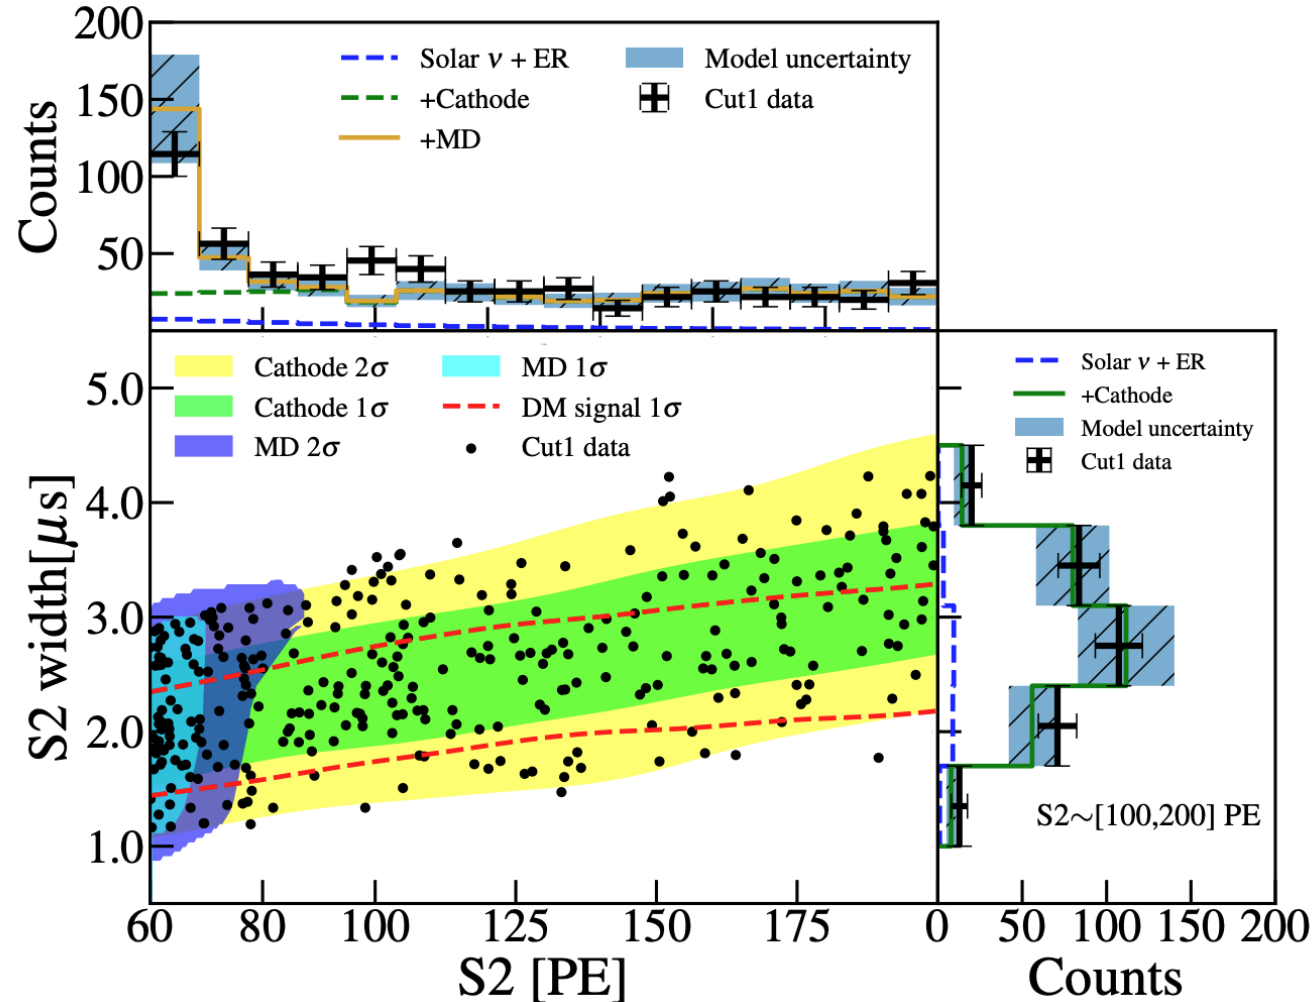 200
150
100
50
Counts
Solar ν + ER
+Cathode
+MD
Model uncertainty
Cut1 data
5.0
4.0
3.0
2.0
1.0
S2 width[μs]
Cathode 2σ
Cathode 1σ
MD 2σ
MD 1σ
DM signal 1σ
Cut1 data
Solar ν + ER
+Cathode
Model uncertainty
Cut1 data
S2~[100,200] PE
60 80 100 125 150 175
0 50 100 150 200
S2 [PE]
Counts